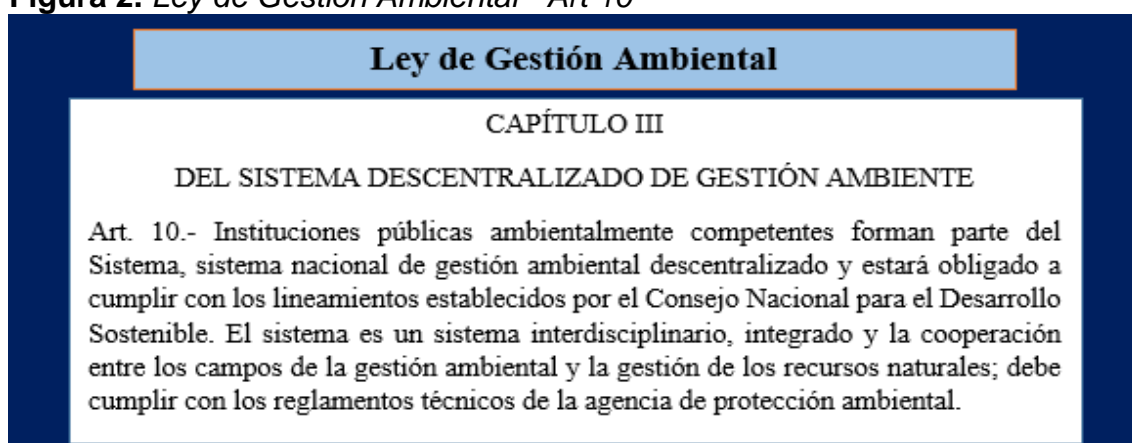 Figura 2. Ley de Gestión Ambiental - Art 10
Ley de Gestión Ambiental
CAPÍTULO III
DEL SISTEMA DESCENTRALIZADO DE GESTIÓN AMBIENTE
Art. 10.- Instituciones públicas ambientalmente competentes forman parte del
Sistema, sistema nacional de gestión ambiental descentralizado y estará obligado a
cumplir con los lineamientos establecidos por el Consejo Nacional para el Desarrollo
Sostenible. El sistema es un sistema interdisciplinario, integrado y la cooperación
entre los campos de la gestión ambiental y la gestión de los recursos naturales; debe
cumplir con los reglamentos técnicos de la agencia de protección ambiental.